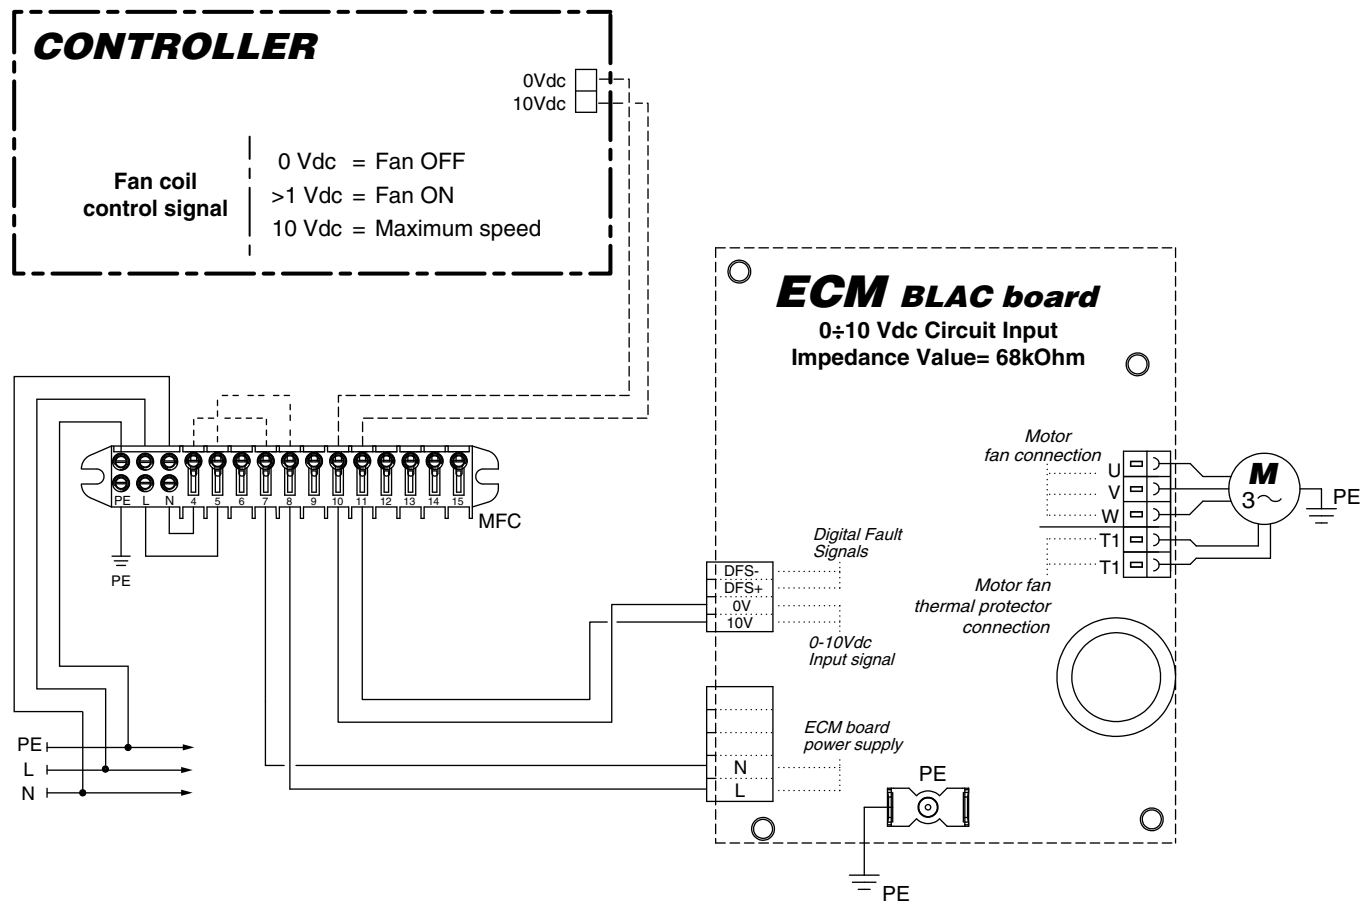 CONTROLLER
0Vdc
10Vdc
Fan coil
control signal
0 Vdc = Fan OFF
>1 Vdc = Fan ON
10 Vdc = Maximum speed
ECM BLAC board
0÷10 Vdc Circuit Input
Impedance Value= 68kOhm
PE L N 4 5 6 7 8 9 10 11 12 13 14 15
MFC
PE
Motor
fan connection
U
V
W
T1
T1
M
3~
PE
Motor fan
thermal protector
connection
Digital Fault
Signals
DFS-
DFS+
0V
10V
0-10Vdc
Input signal
ECM board
power supply
N
L
PE
PE
PE
L
N